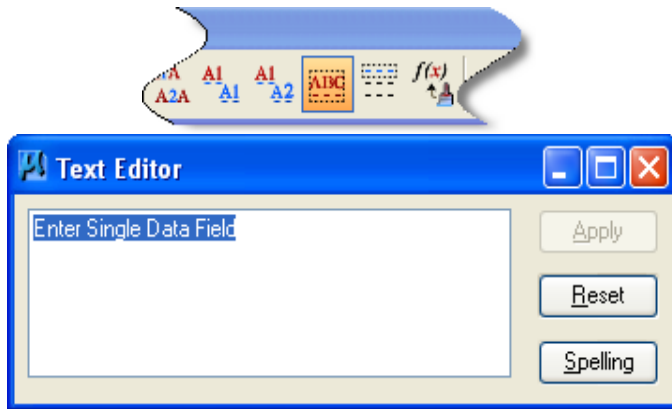 A2A A1 A1 A1 A2 ABC f(x)
Text Editor
Enter Single Data Field
Apply
Reset
Spelling